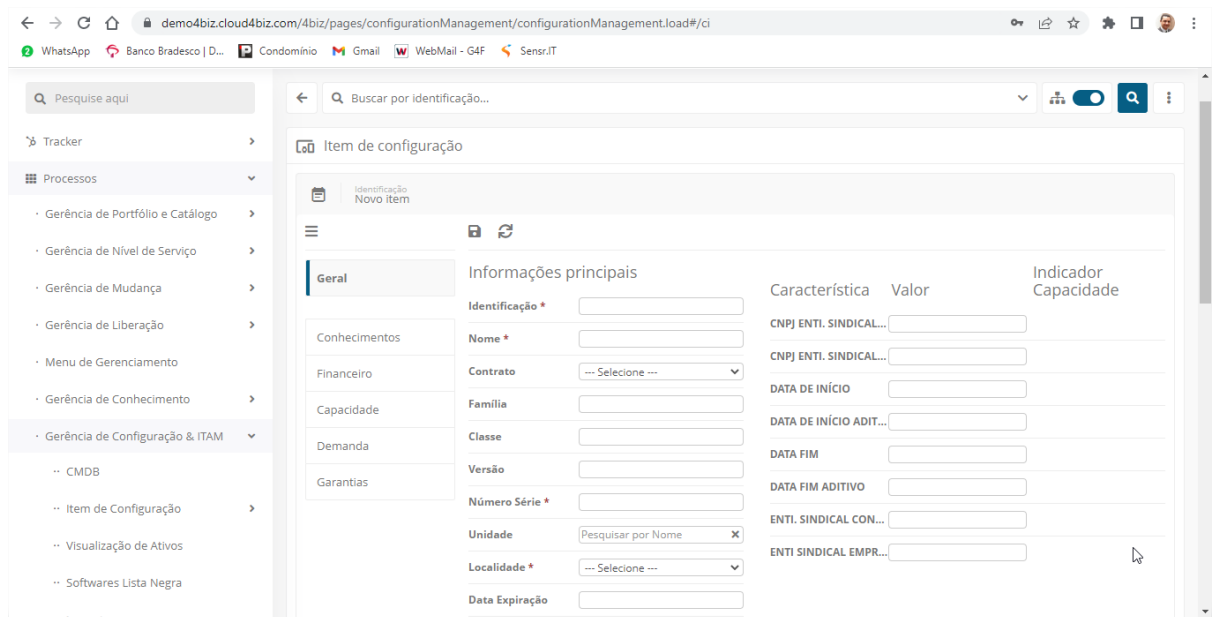 demo4biz.cloud4biz.com/4biz/pages/configurationManagement/configurationManagement.load#/ci
2 WhatsApp Banco Bradesco | D... P Condomínio M Gmail W WebMail - G4F Sensr.IT
Pesquise aqui
Tracker
Processos
· Gerência de Portfólio e Catálogo
· Gerência de Nível de Serviço
· Gerência de Mudança
· Gerência de Liberação
· Menu de Gerenciamento
· Gerência de Conhecimento
· Gerência de Configuração & ITAM
·· CMDB
·· Item de Configuração
·· Visualização de Ativos
·· Softwares Lista Negra
Buscar por identificação...
Item de configuração
Identificação
Novo item
Geral
Conhecimentos
Financeiro
Capacidade
Demanda
Garantias
Informações principais
Identificação *
Nome *
Contrato --- Selecione ---
Família
Classe
Versão
Número Série *
Unidade Pesquisar por Nome
Localidade * --- Selecione ---
Data Expiração
Característica Valor Indicador Capacidade
CNPJ ENTI. SINDICAL...
CNPJ ENTI. SINDICAL...
DATA DE INÍCIO
DATA DE INÍCIO ADIT...
DATA FIM
DATA FIM ADITIVO
ENTI. SINDICAL CON...
ENTI SINDICAL EMPR...